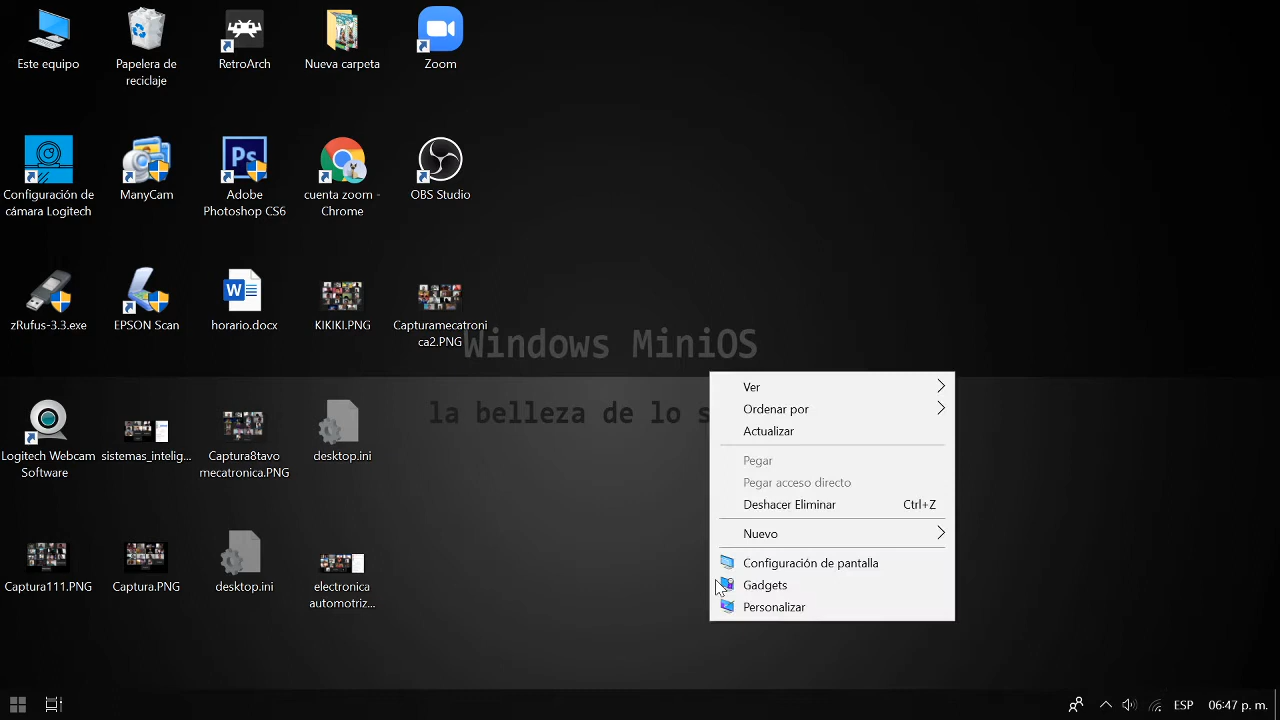 Este equipo
Papelera de
reciclaje
RetroArch
Nueva carpeta
Zoom
Configuración de
cámara Logitech
ManyCam
Ps
Adobe
Photoshop CS6
cuenta zoom -
Chrome
OBS Studio
zRufus-3.3.exe
EPSON Scan
W
horario.docx
KIKIKI.PNG
Capturamecatroni
ca2.PNG
Windows MiniOS
la belleza de lo s
Logitech Webcam
Software
sistemas_intelig...
Captura8tavo
mecatronica.PNG
desktop.ini
Captura111.PNG
Captura.PNG
desktop.ini
electronica
automotriz...
Ver
Ordenar por
Actualizar
Pegar
Pegar acceso directo
Deshacer Eliminar Ctrl+Z
Nuevo
Configuración de pantalla
Gadgets
Personalizar
ESP 06:47 p. m.